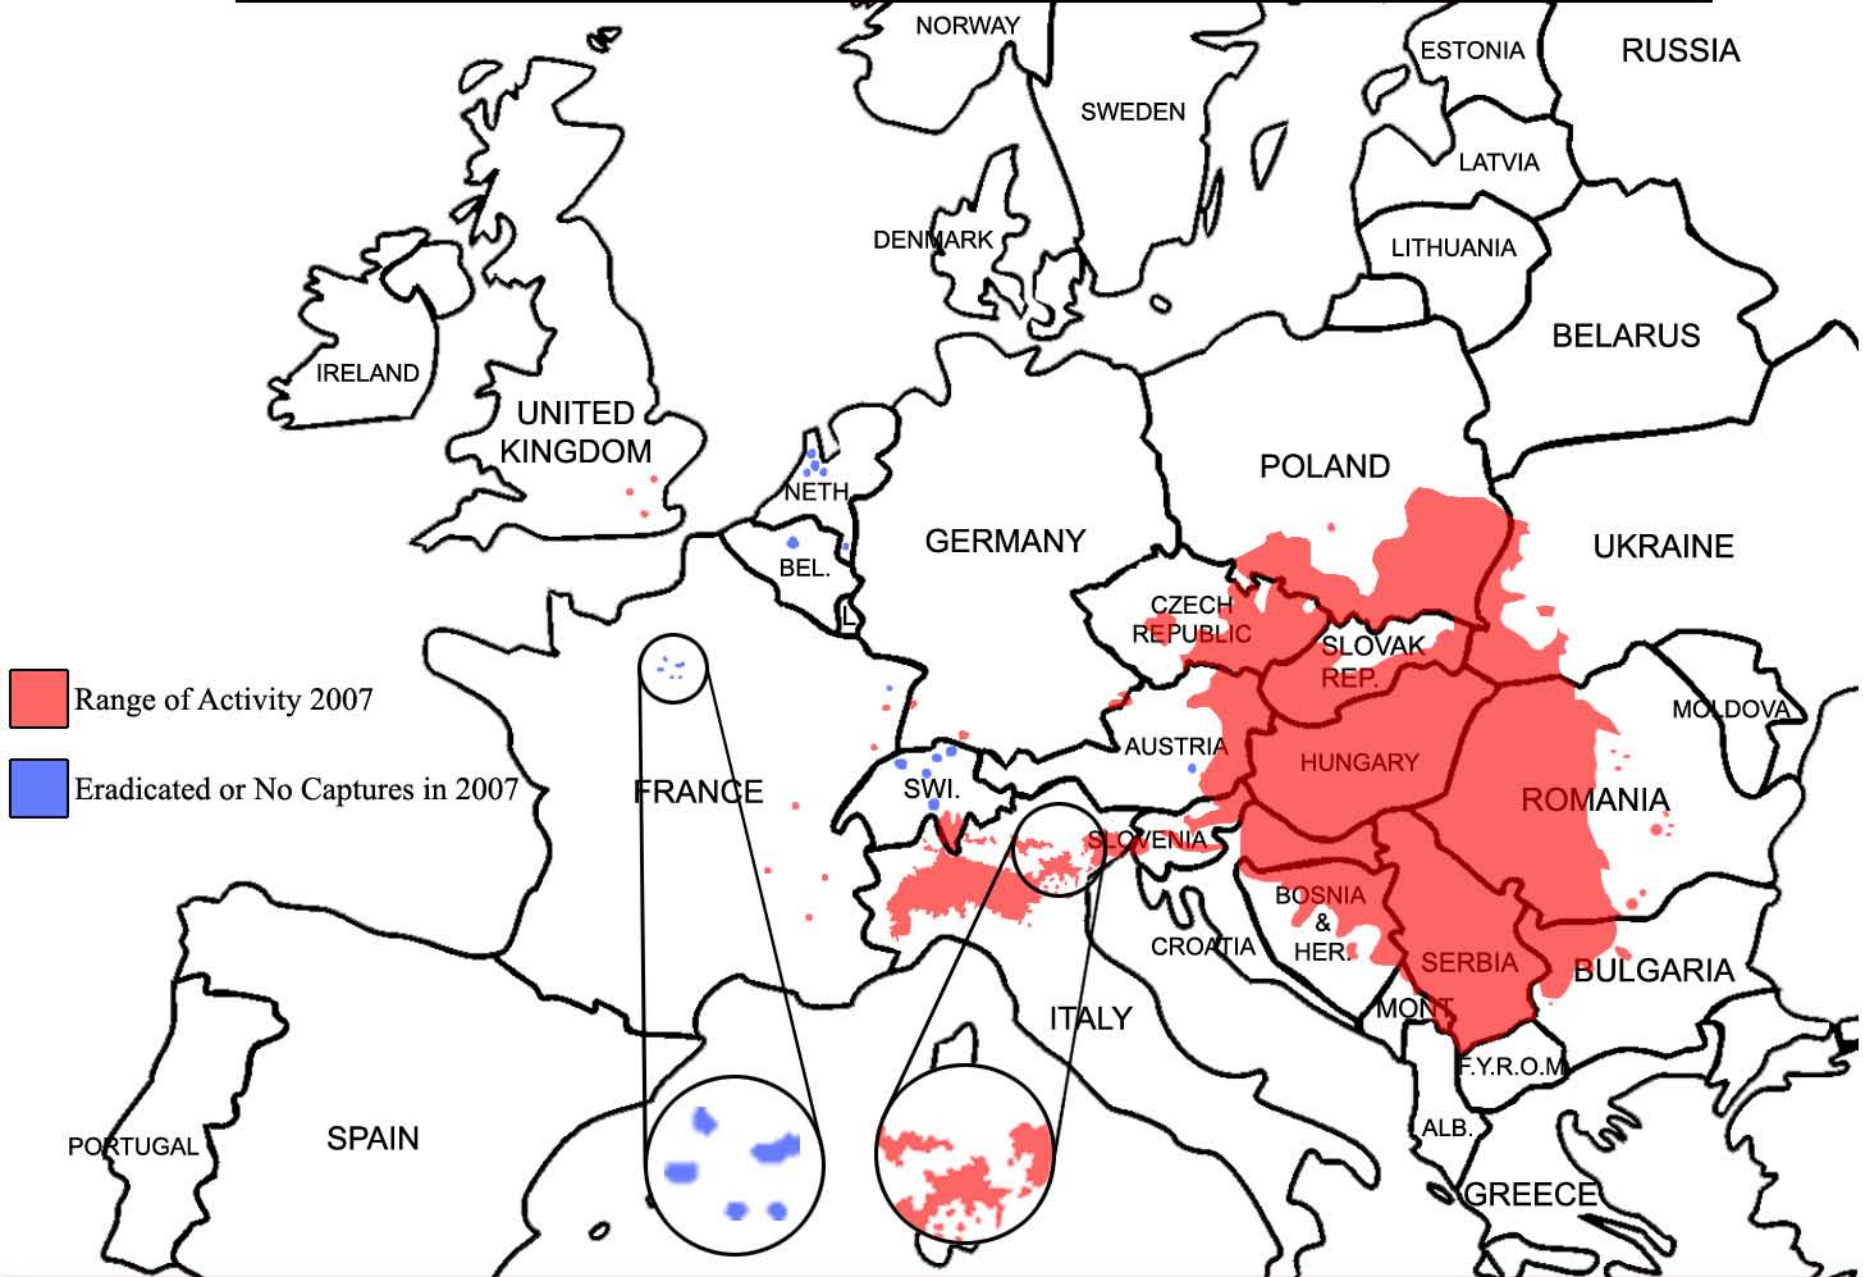 NORWAY
ESTONIA
RUSSIA
SWEDEN
LATVIA
DENMARK
LITHUANIA
BELARUS
IRELAND
UNITED
KINGDOM
POLAND
NETH.
GERMANY
UKRAINE
BEL.
L
CZECH
REPUBLIC
SLOVAK
REP.
Range of Activity 2007
MOLDOVA
AUSTRIA
HUNGARY
Eradicated or No Captures in 2007
FRANCE
SWI.
ROMANIA
SLOVENIA
BOSNIA
&
HER.
CROATIA
SERBIA
BULGARIA
MONT.
ITALY
F.Y.R.O.M
PORTUGAL
SPAIN
ALB.
GREECE